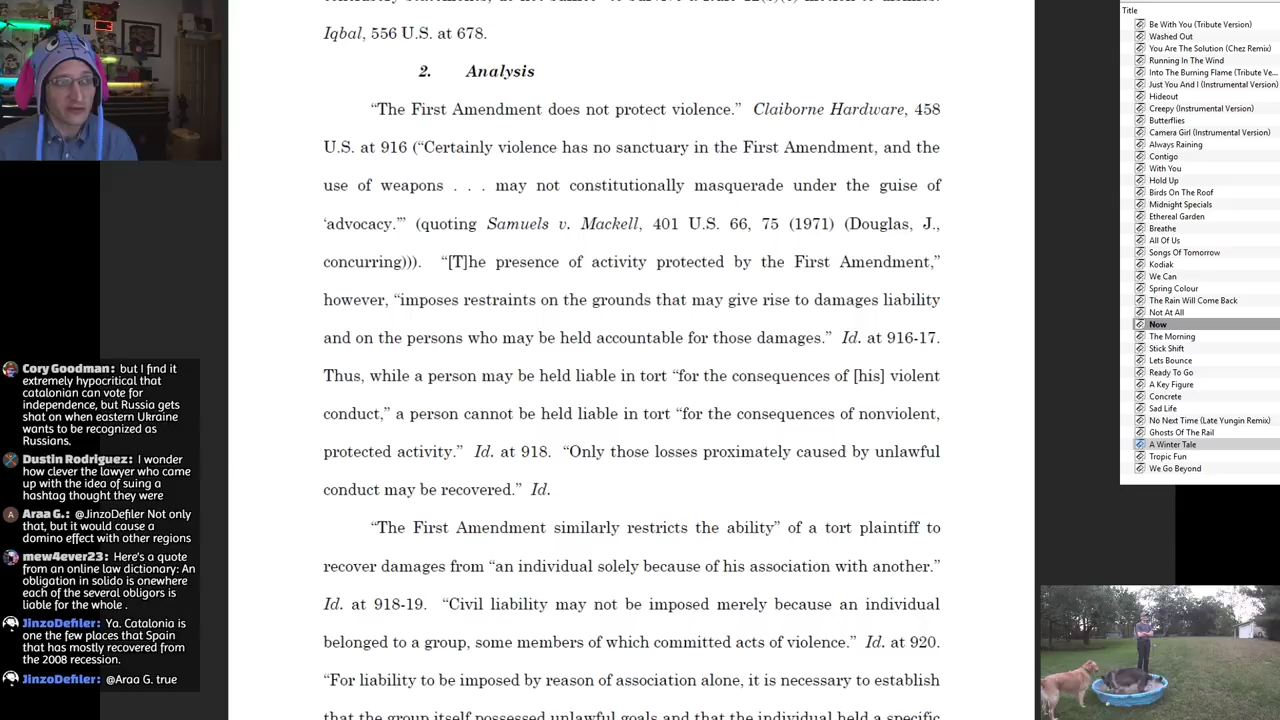 Iqbal, 556 U.S. at 678.
2. Analysis
“The First Amendment does not protect violence.” Claiborne Hardware, 458
U.S. at 916 (“Certainly violence has no sanctuary in the First Amendment, and the
use of weapons . . . may not constitutionally masquerade under the guise of
‘advocacy.’” (quoting Samuels v. Mackell, 401 U.S. 66, 75 (1971) (Douglas, J.,
concurring))). “[T]he presence of activity protected by the First Amendment,”
however, “imposes restraints on the grounds that may give rise to damages liability
and on the persons who may be held accountable for those damages.” Id. at 916-17.
Thus, while a person may be held liable in tort “for the consequences of [his] violent
conduct,” a person cannot be held liable in tort “for the consequences of nonviolent,
protected activity.” Id. at 918. “Only those losses proximately caused by unlawful
conduct may be recovered.” Id.
“The First Amendment similarly restricts the ability” of a tort plaintiff to
recover damages from “an individual solely because of his association with another.”
Id. at 918-19. “Civil liability may not be imposed merely because an individual
belonged to a group, some members of which committed acts of violence.” Id. at 920.
“For liability to be imposed by reason of association alone, it is necessary to establish
that the group itself possessed unlawful goals and that the individual held a specific
Cory Goodman: but I find it
extremely hypocritical that
catalonian can vote for
independence, but Russia gets
shat on when eastern Ukraine
wants to be recognized as
Russians.
Dustin Rodriguez: I wonder
how clever the lawyer who came
up with the idea of suing a
hashtag thought they were
Araa G.: @JinzoDefiler Not only
that, but it would cause a
domino effect with other regions
mew4ever23: Here's a quote
from an online law dictionary: An
obligation in solido is onewhere
each of the several obligors is
liable for the whole .
JinzoDefiler: Ya. Catalonia is
one the few places that Spain
that has mostly recovered from
the 2008 recession.
JinzoDefiler: @Araa G. true
Title
Be With You (Tribute Version)
Washed Out
You Are The Solution (Chez Remix)
Running In The Wind
Into The Burning Flame (Tribute Ve...
Just You And I (Instrumental Version)
Hideout
Creepy (Instrumental Version)
Butterflies
Camera Girl (Instrumental Version)
Always Raining
Contigo
With You
Hold Up
Birds On The Roof
Midnight Specials
Ethereal Garden
Breathe
All Of Us
Songs Of Tomorrow
Kodiak
We Can
Spring Colour
The Rain Will Come Back
Not At All
Now
The Morning
Stick Shift
Lets Bounce
Ready To Go
A Key Figure
Concrete
Sad Life
No Next Time (Late Yungin Remix)
Ghosts Of The Rail
A Winter Tale
Tropic Fun
We Go Beyond